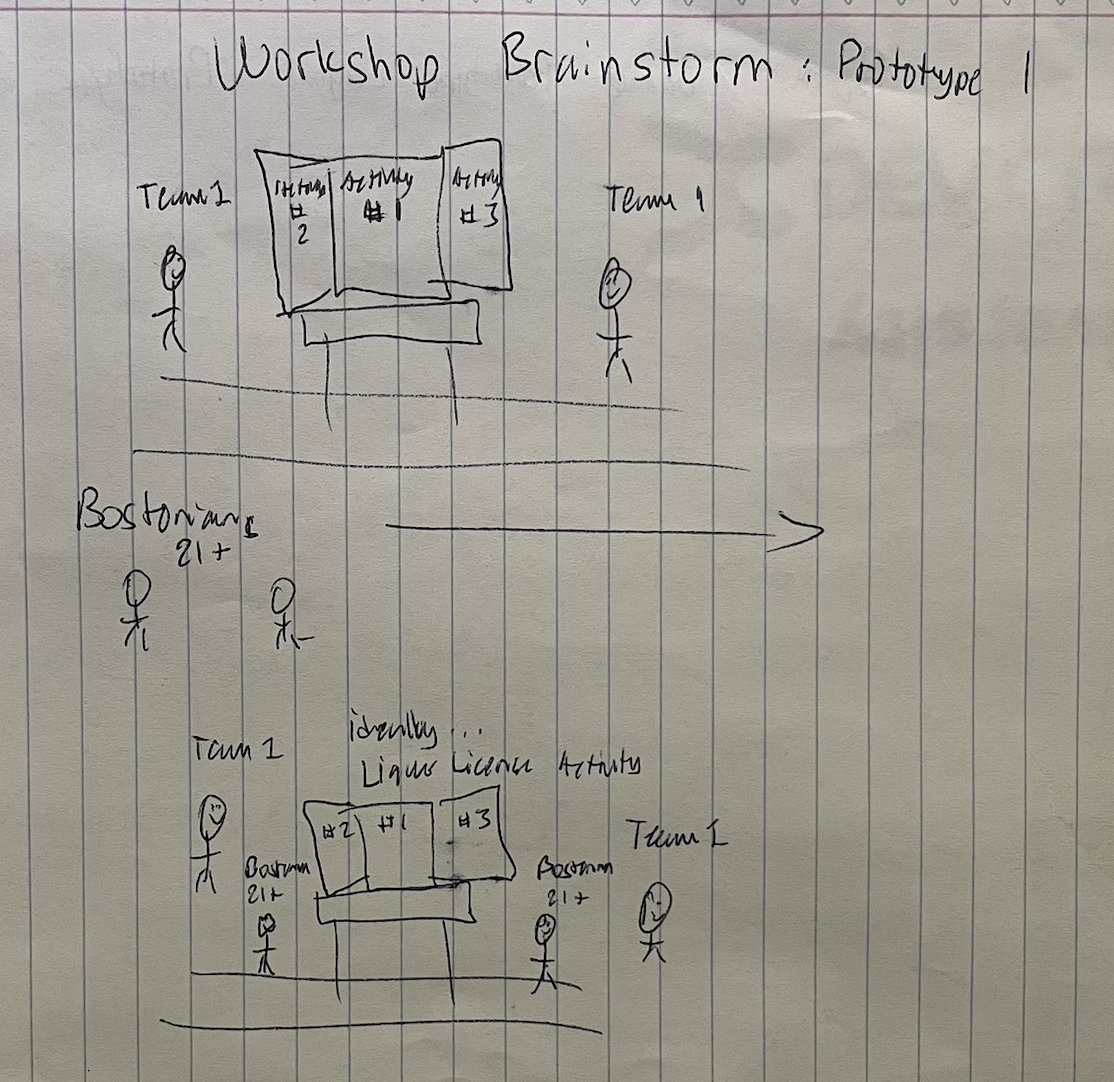 Workshop Brainstorm : Prototype 1
Team 1
Activity # 2
Activity # 1
Activity # 3
Team 1
Bostonians
21+
Team 1
ideally ...
Liquor License Activity
#2
#1
#3
Team 1
Bostonian
21+
Bostonian
21+